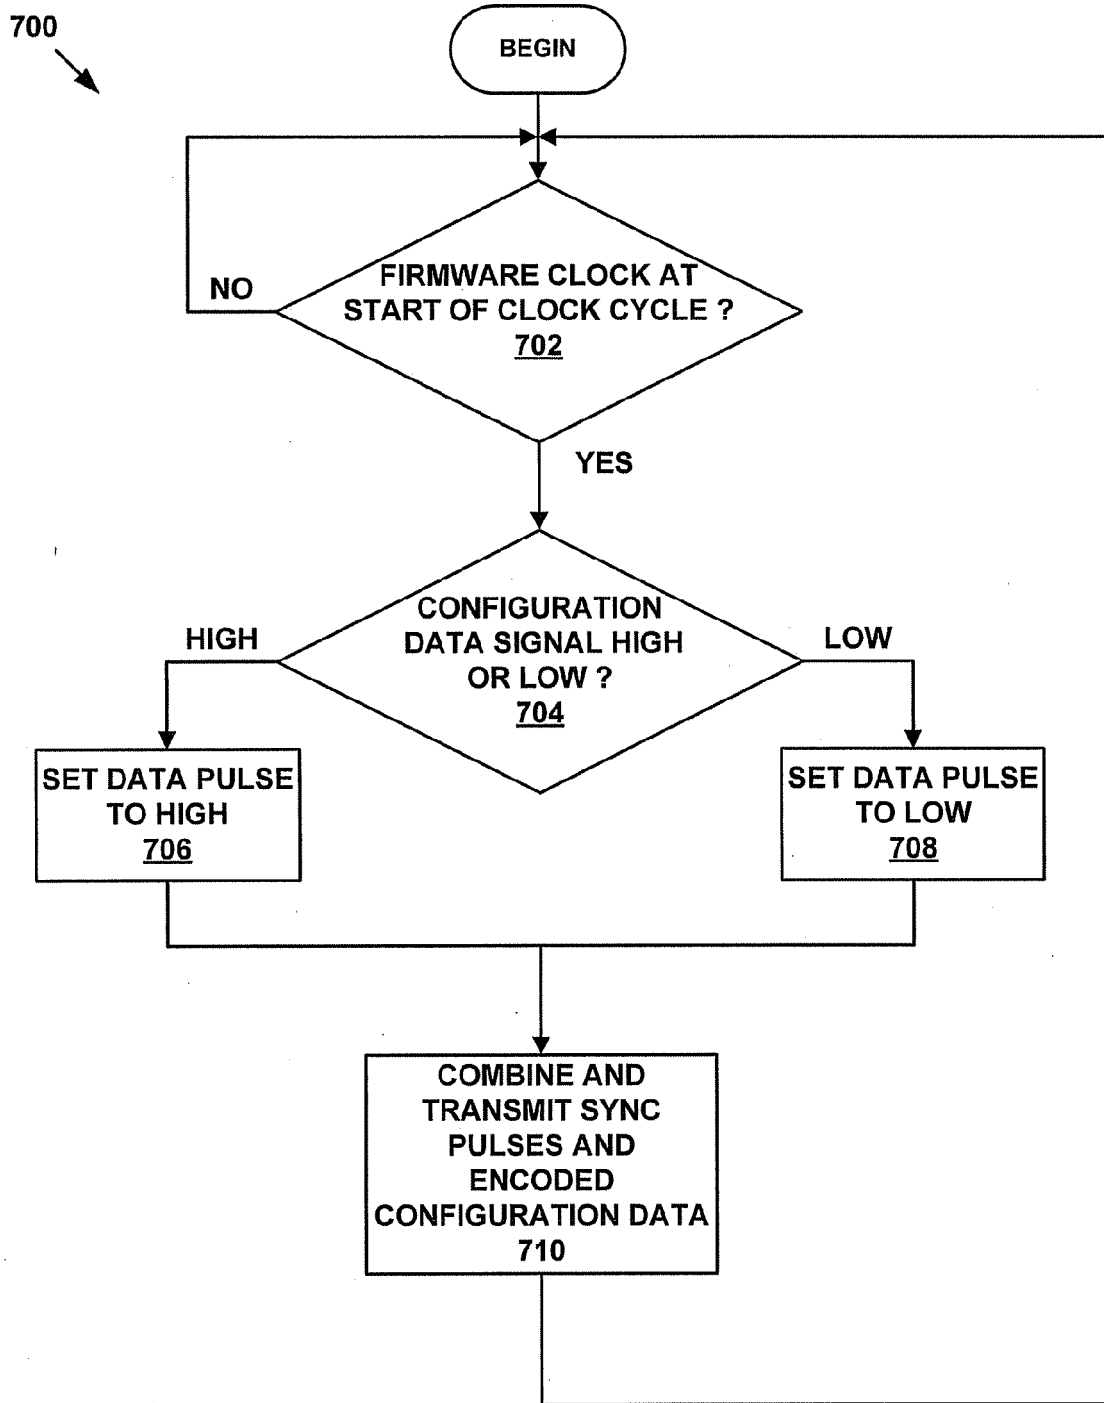 700
BEGIN
FIRMWARE CLOCK AT
START OF CLOCK CYCLE ?
702
NO
YES
CONFIGURATION
DATA SIGNAL HIGH
OR LOW ?
704
HIGH
LOW
SET DATA PULSE
TO HIGH
706
SET DATA PULSE
TO LOW
708
COMBINE AND
TRANSMIT SYNC
PULSES AND
ENCODED
CONFIGURATION DATA
710